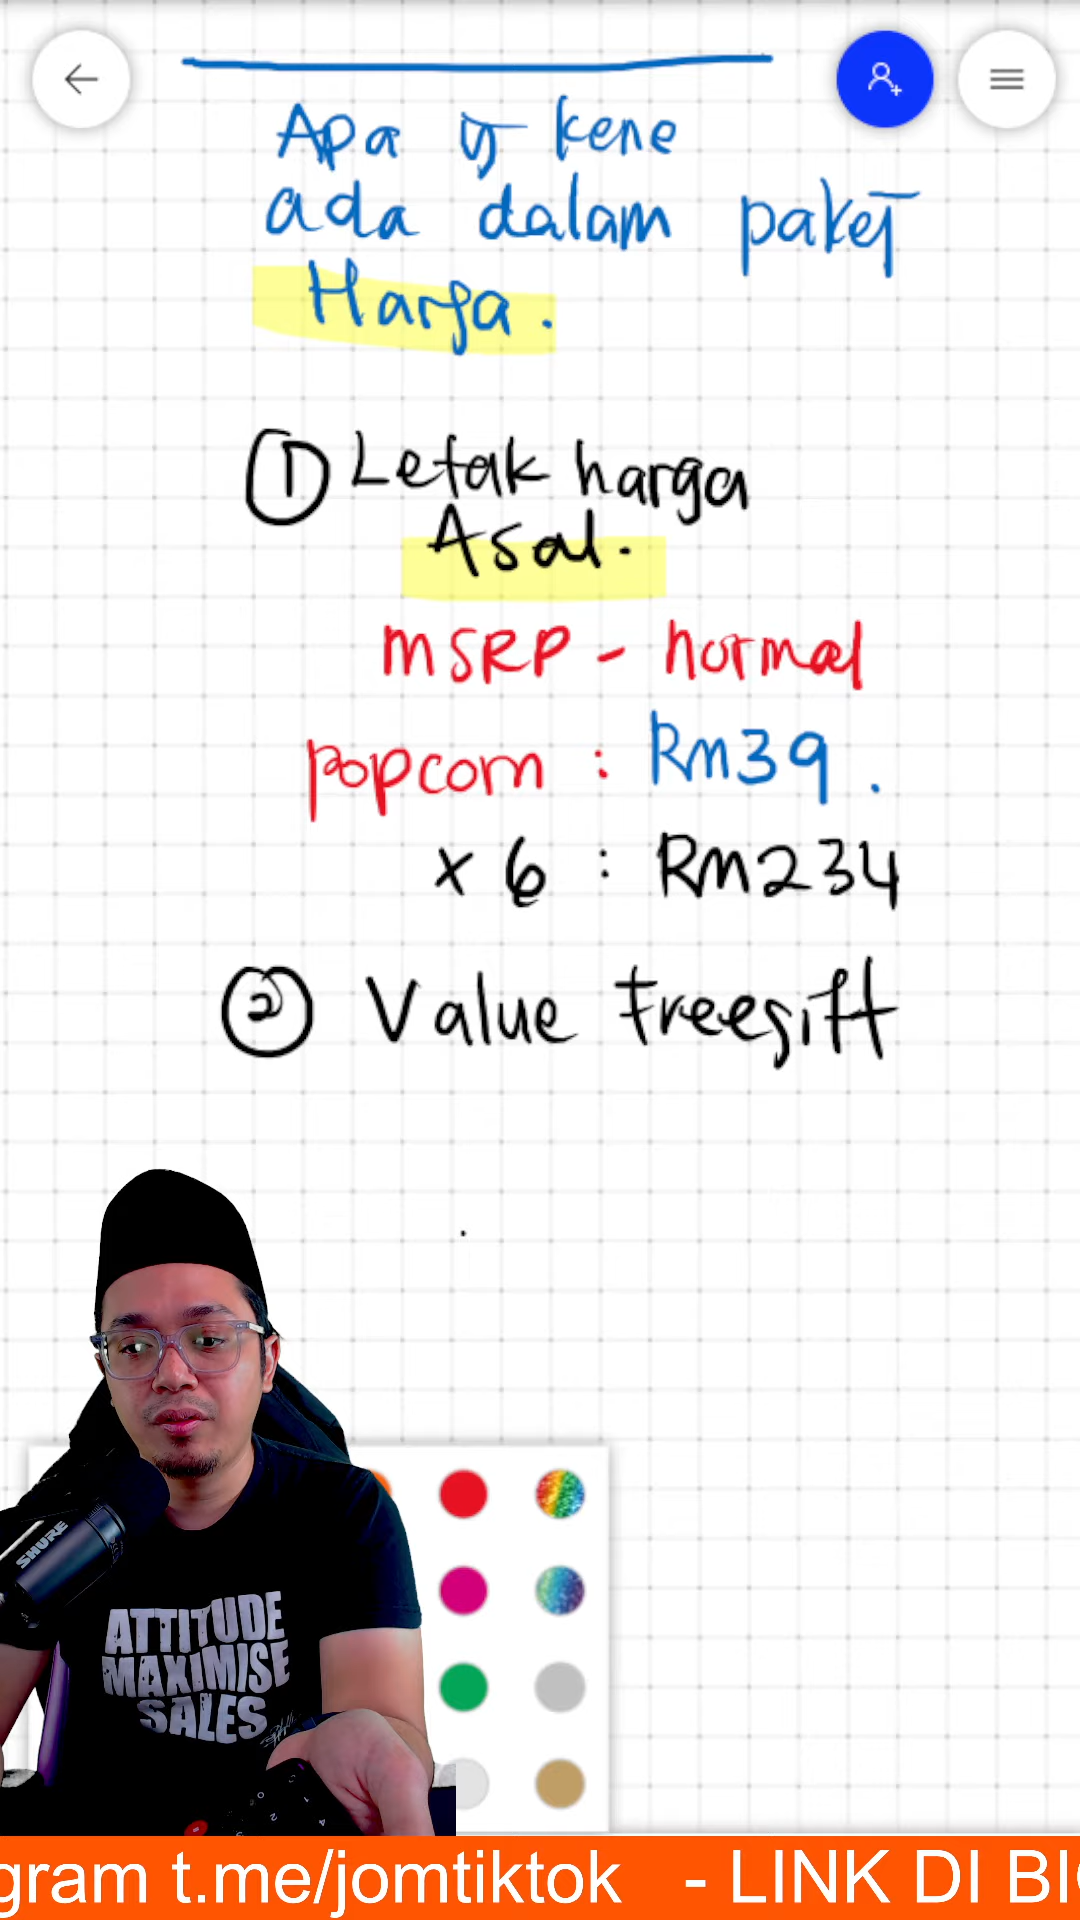 Apa yg kene
ada dalam pakej
Harga.
① Letak harga
Asal.
MSRP - normal
popcorn : Rm39.
x 6 : Rm234
② Value freegift
SHURE
ATTITUDE
MAXIMISE
SALES
gram t.me/jomtiktok - LINK DI BI